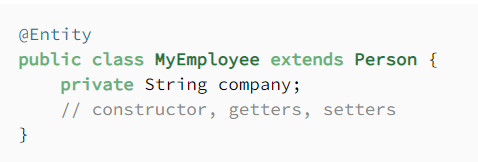 @Entity
public class MyEmployee extends Person {
    private String company;
    // constructor, getters, setters
}